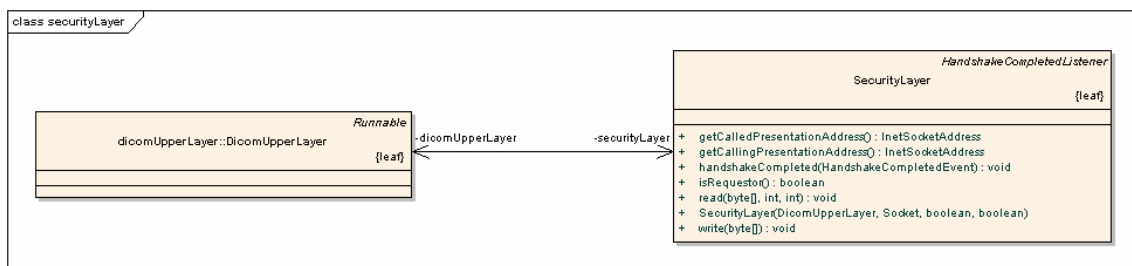 class securityLayer
HandshakeCompletedListener
SecurityLayer
{leaf}
Runnable
dicomUpperLayer::DicomUpperLayer
{leaf}
-dicomUpperLayer
-securityLayer
+ getCalledPresentationAddress() : InetSocketAddress
+ getCallingPresentationAddress() : InetSocketAddress
+ handshakeCompleted(HandshakeCompletedEvent) : void
+ isRequestor() : boolean
+ read(byte[], int, int) : void
+ SecurityLayer(DicomUpperLayer, Socket, boolean, boolean)
+ write(byte[]) : void